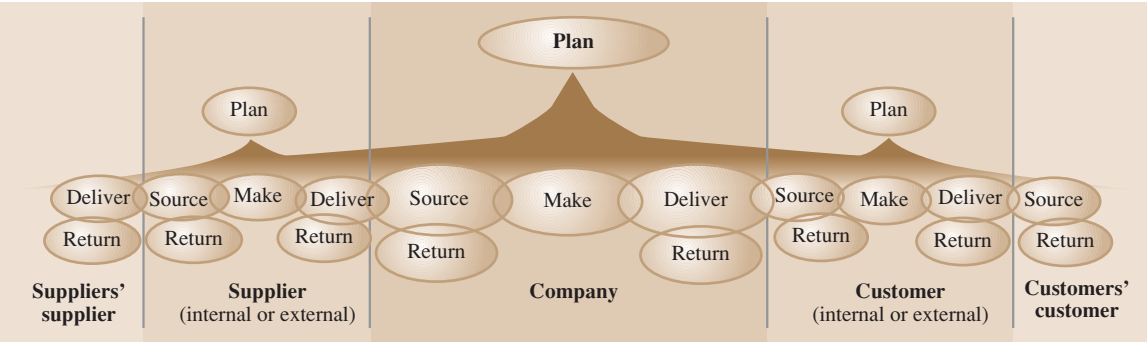 Plan
Plan
Plan
Deliver
Source
Make
Deliver
Source
Make
Deliver
Source
Make
Deliver
Source
Return
Return
Return
Return
Return
Return
Return
Return
Suppliers’
supplier
Supplier
(internal or external)
Company
Customer
(internal or external)
Customers’
customer